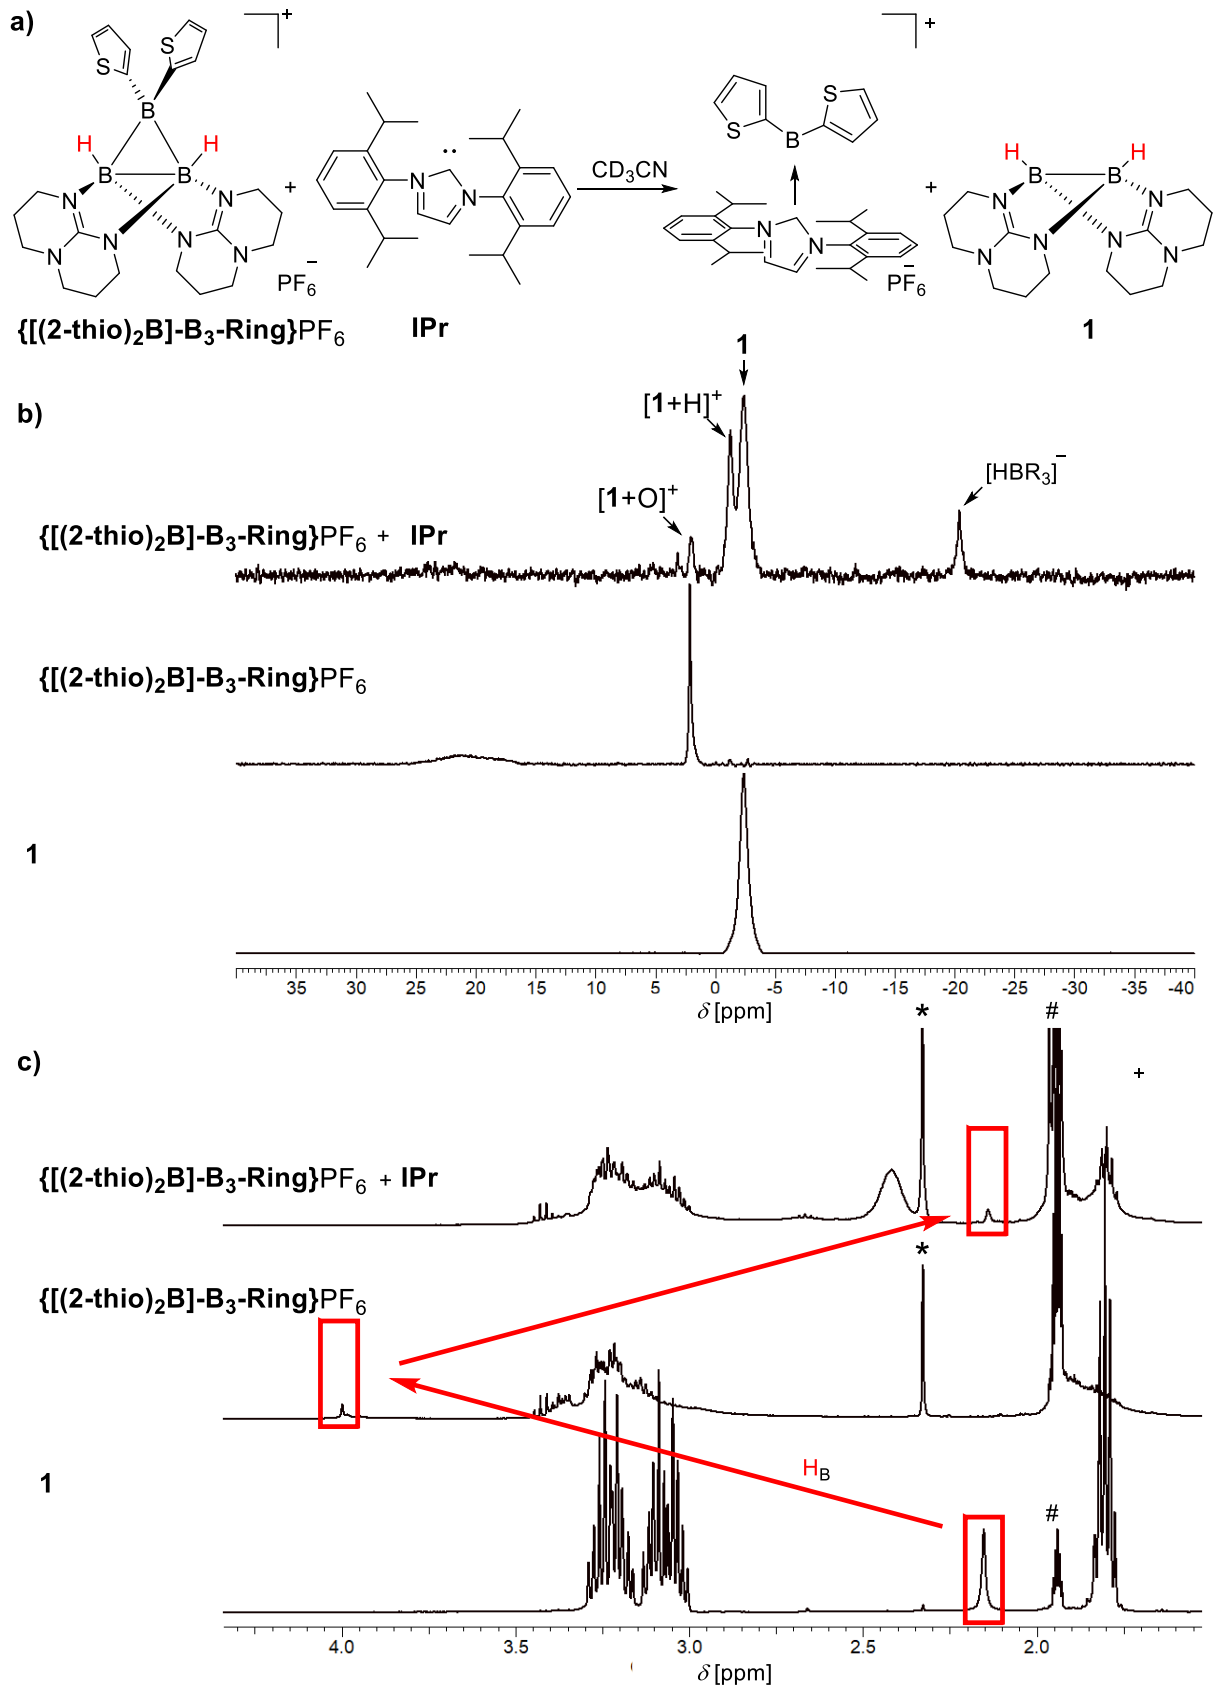 a)
S S
B
H H
B B
N N
N N
N N
PF6−
+
+
N N
CD3CN
+
S S
B
N N
PF6−
+
H H
B B
N N
N N
N N
{[(2-thio)2B]-B3-Ring}PF6 IPr 1
b)
1
[1+H]+
[HBR3]−
[1+O]+
{[(2-thio)2B]-B3-Ring}PF6 + IPr
{[(2-thio)2B]-B3-Ring}PF6
1
35 30 25 20 15 10 5 0 -5 -10 -15 -20 -25 -30 -35 -40
δ [ppm]
c)
* #
+
{[(2-thio)2B]-B3-Ring}PF6 + IPr
*
{[(2-thio)2B]-B3-Ring}PF6
HB
1
#
4.0 3.5 3.0 2.5 2.0
δ [ppm]